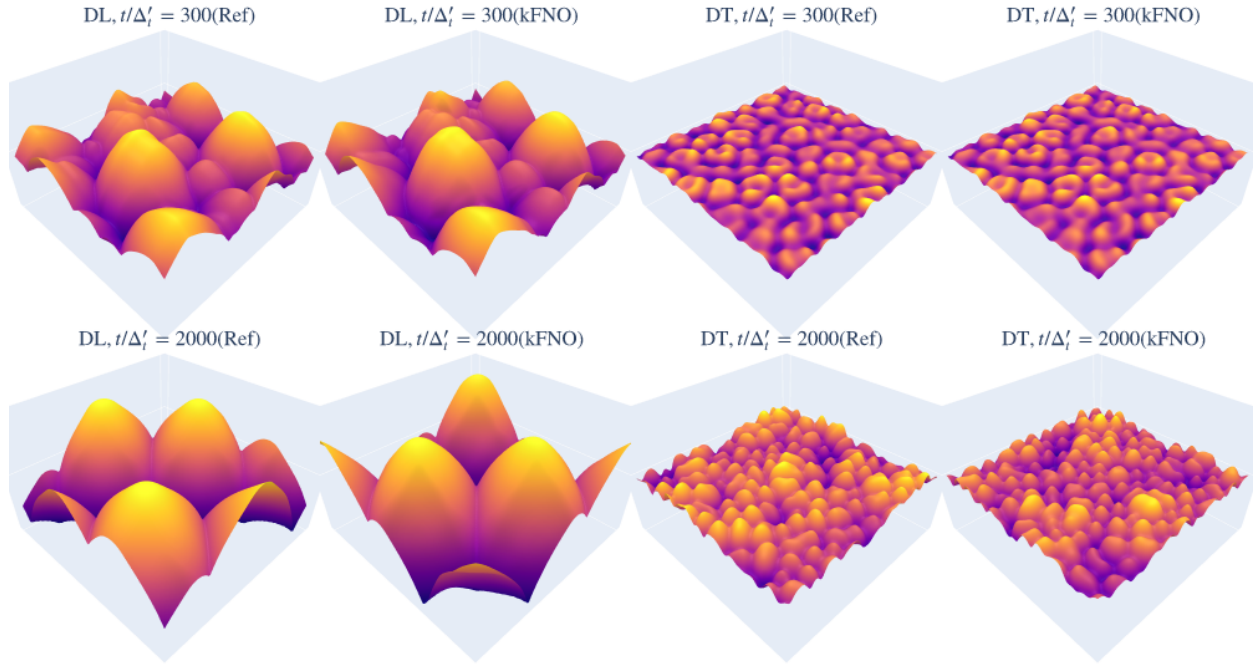 DL, t/Δ′ₜ = 300(Ref)
DL, t/Δ′ₜ = 300(kFNO)
DT, t/Δ′ₜ = 300(Ref)
DT, t/Δ′ₜ = 300(kFNO)
DL, t/Δ′ₜ = 2000(Ref)
DL, t/Δ′ₜ = 2000(kFNO)
DT, t/Δ′ₜ = 2000(Ref)
DT, t/Δ′ₜ = 2000(kFNO)